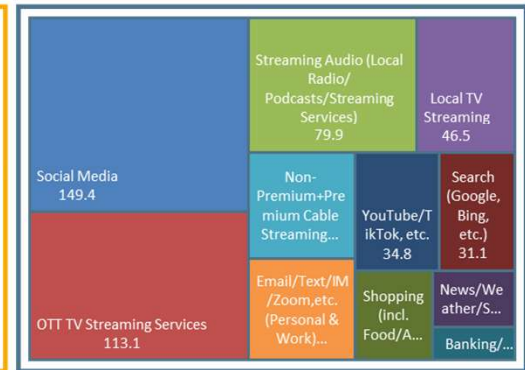 Social Media
149.4
OTT TV Streaming Services
113.1
Streaming Audio (Local
Radio/
Podcasts/Streaming
Services)
79.9
Local TV
Streaming
46.5
Non-
Premium+Pre
mium Cable
Streaming...
Email/Text/IM
/Zoom,etc.
(Personal &
Work)...
YouTube/T
ikTok, etc.
34.8
Search
(Google,
Bing,
etc.)
31.1
Shopping
(incl.
Food/A...
News/We
ather/S...
Banking/...